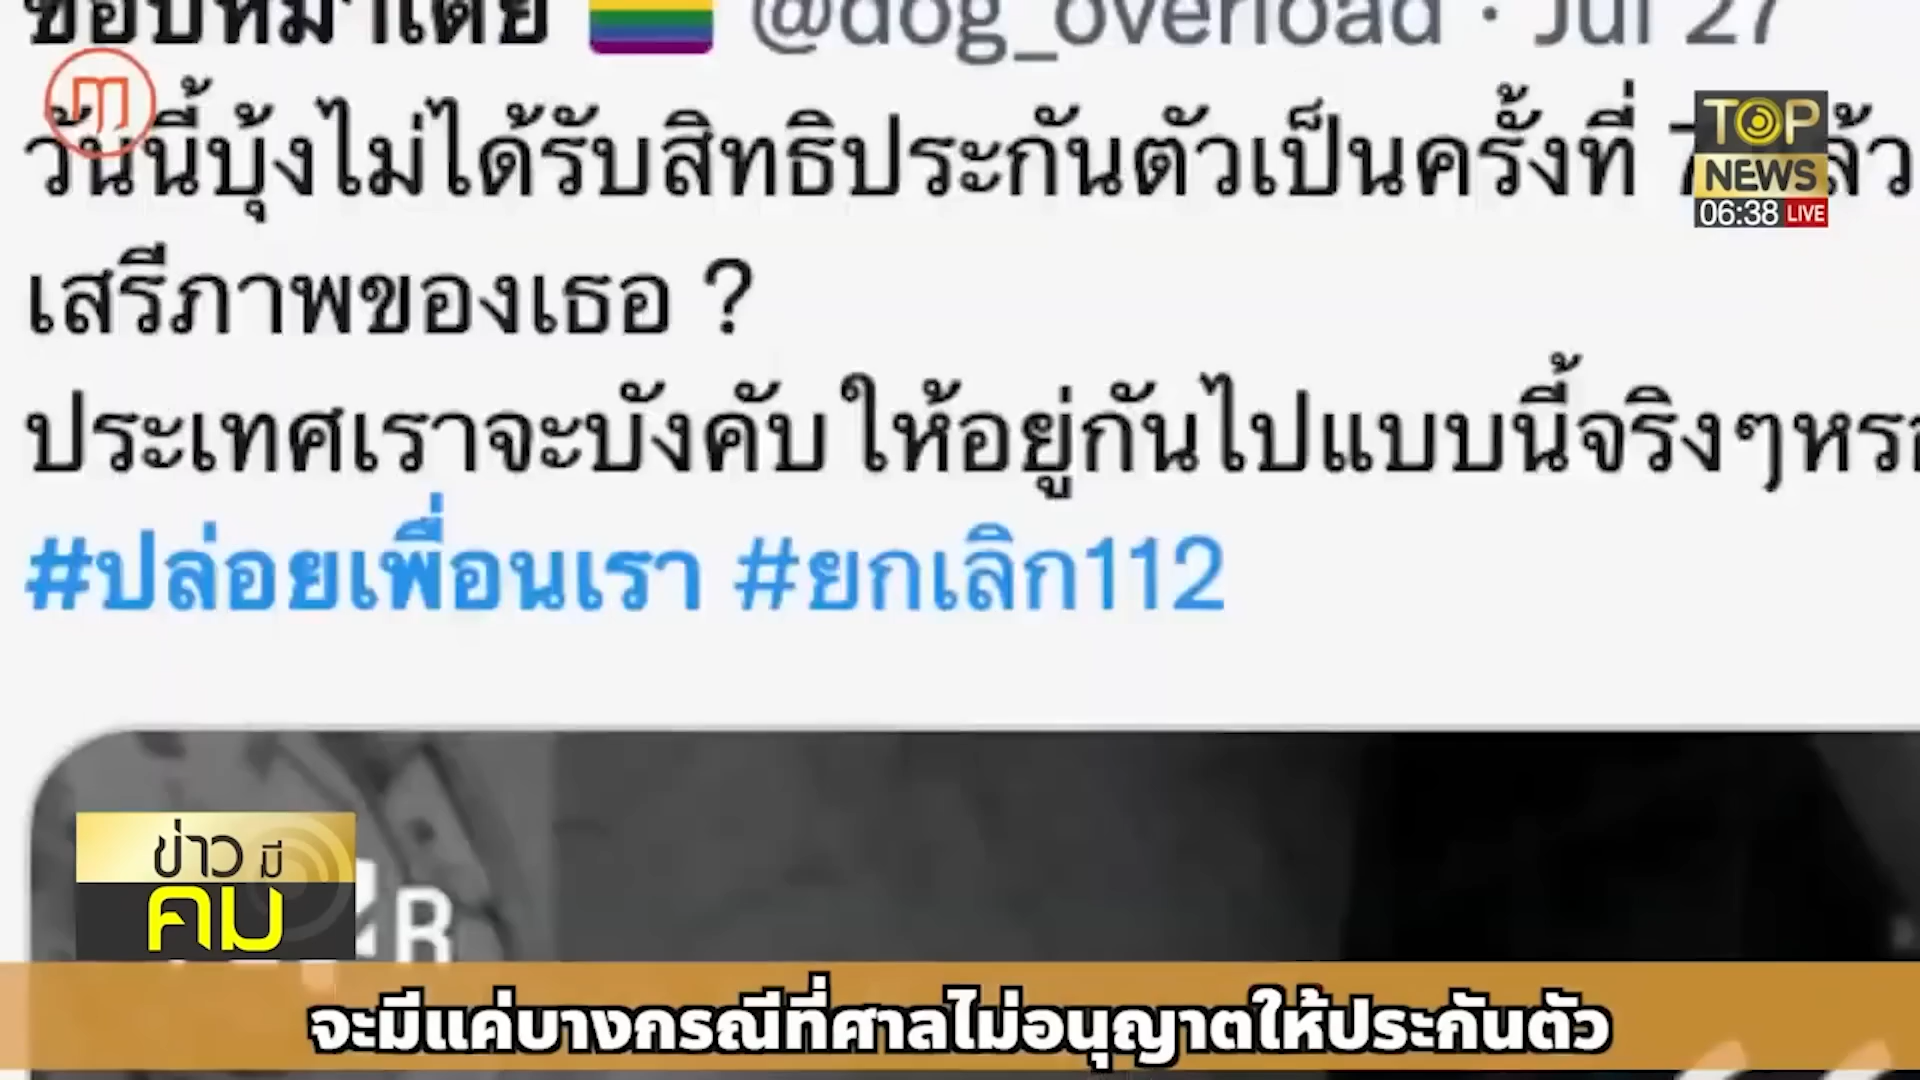 @dog_overload · Jul 27
วันนี้บุ้งไม่ได้รับสิทธิประกันตัวเป็นครั้งที่ 7
TOP
NEWS
06:38 LIVE
เสรีภาพของเธอ ?
ประเทศเราจะบังคับให้อยู่กันไปแบบนี้จริงๆ
#ปล่อยเพื่อนเรา #ยกเลิก112
ข่าว มี
คม
R
จะมีแค่บางกรณีที่ศาลไม่อนุญาตให้ประกันตัว